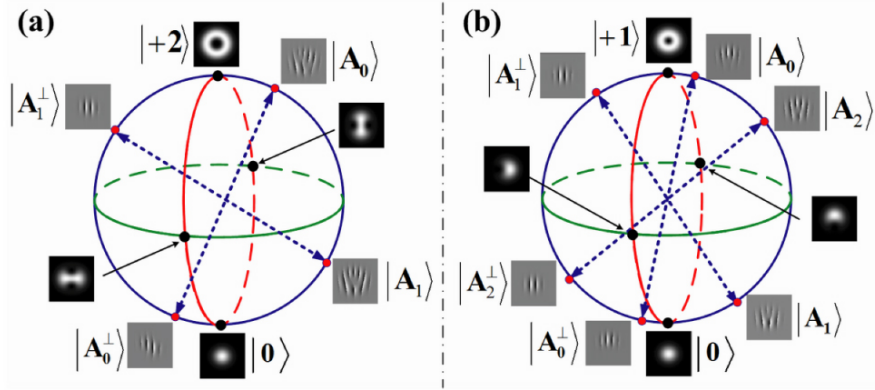 (a)
|+2⟩
|A₀⟩
|A₁^⊥⟩
|A₁⟩
|A₀^⊥⟩
|0⟩
(b)
|+1⟩
|A₀⟩
|A₁^⊥⟩
|A₂⟩
|A₂^⊥⟩
|A₁⟩
|A₀^⊥⟩
|0⟩